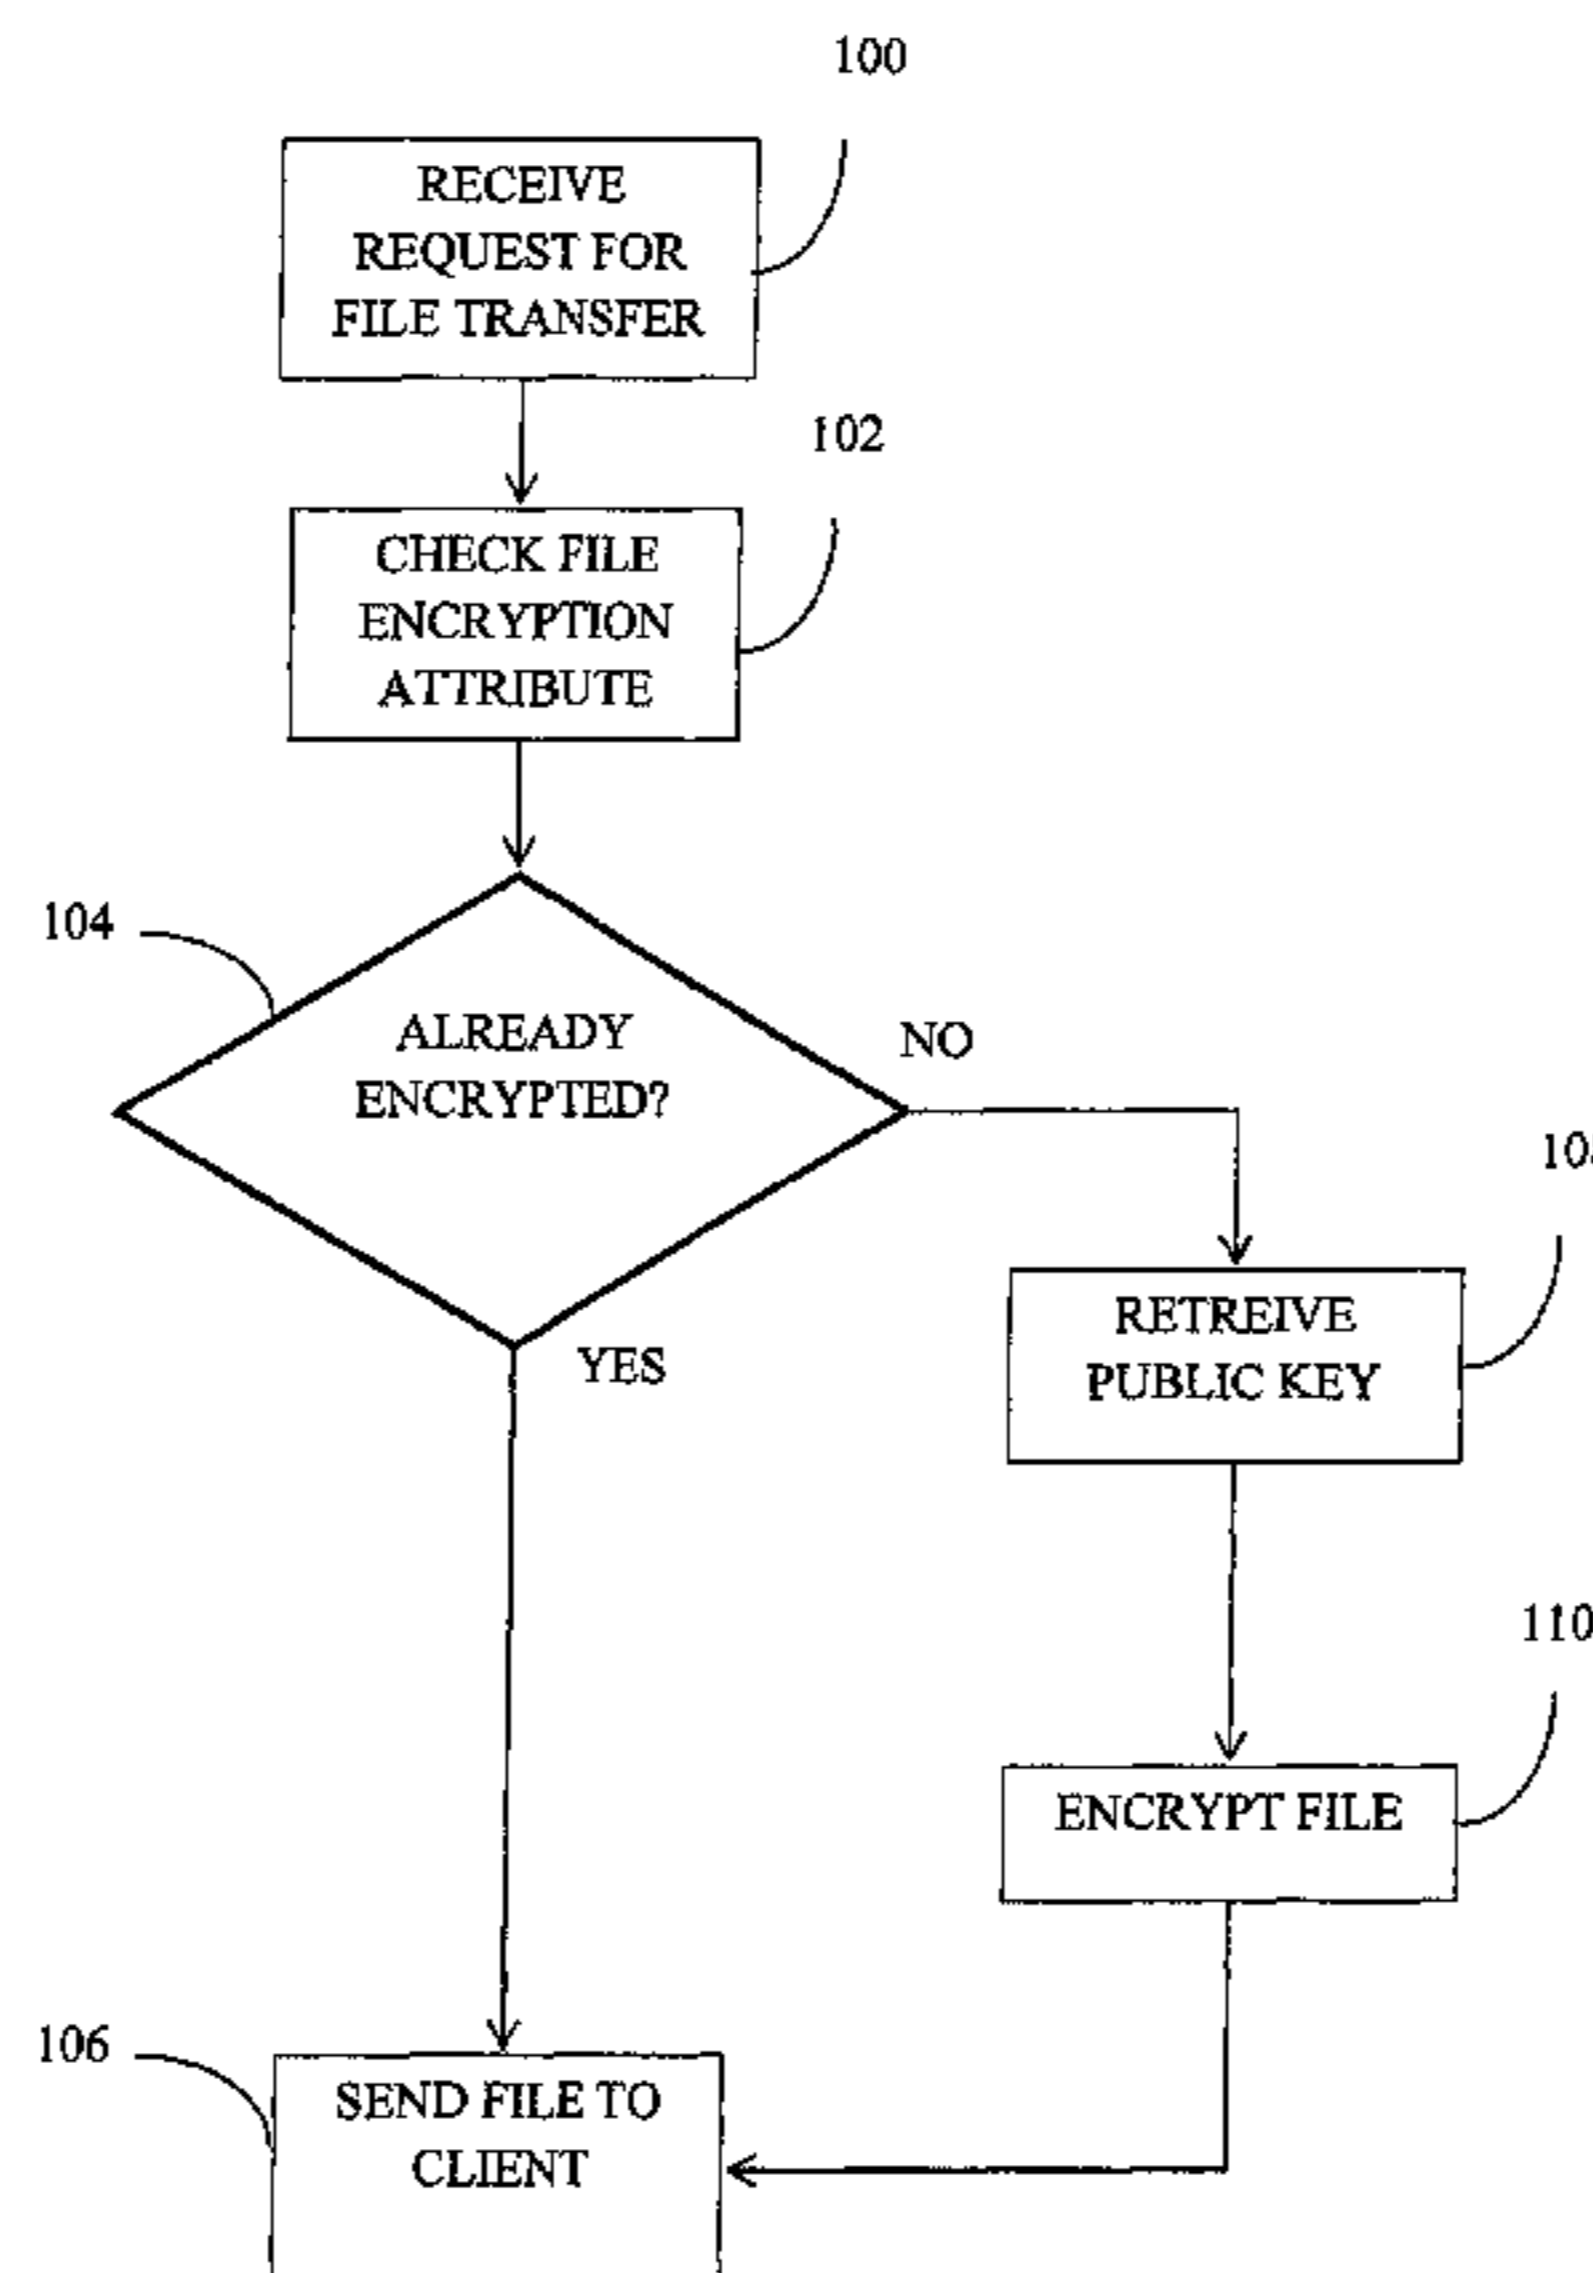 100
RECEIVE
REQUEST FOR
FILE TRANSFER
102
CHECK FILE
ENCRYPTION
ATTRIBUTE
104
ALREADY
ENCRYPTED?
NO
YES
RETREIVE
PUBLIC KEY
110
ENCRYPT FILE
106
SEND FILE TO
CLIENT